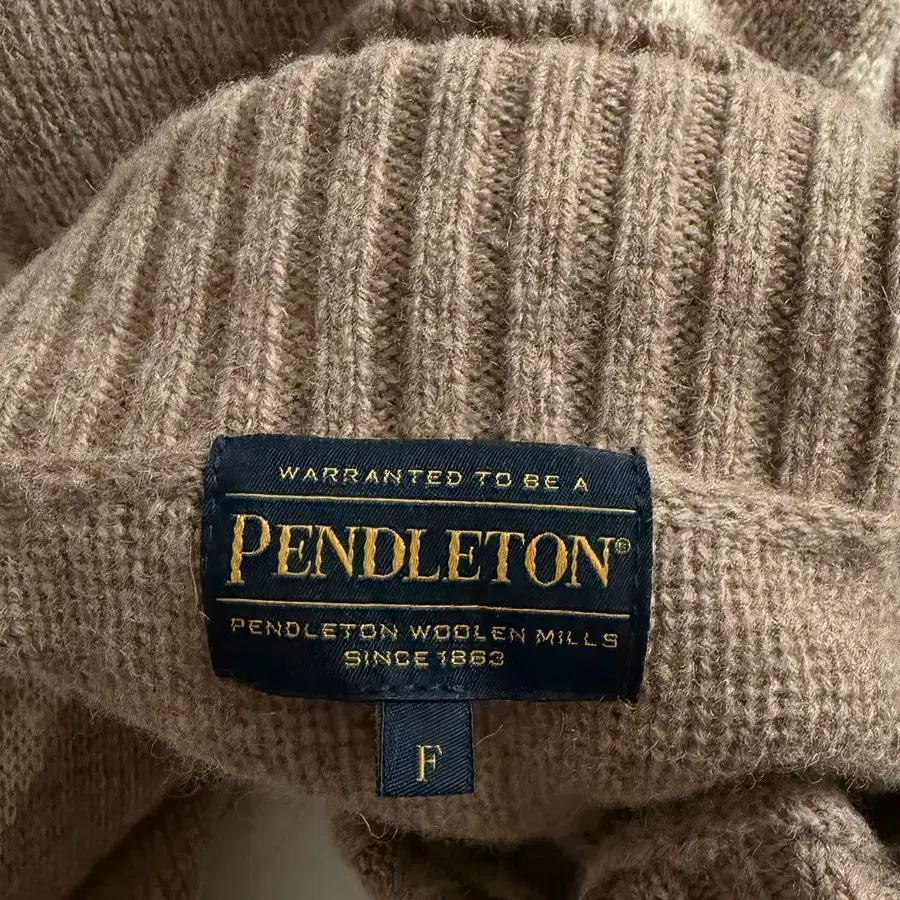 WARRANTED TO BE A
PENDLETON®
PENDLETON WOOLEN MILLS
SINCE 1863
F